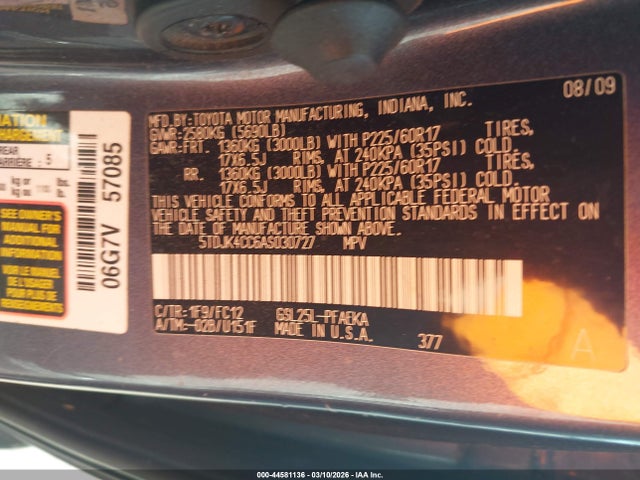 08/09
MFD.BY:TOYOTA MOTOR MANUFACTURING, INDIANA, INC.
GVWR:2580KG (5690LB)
GAWR-FRT. 1360KG (3000LB) WITH P225/60R17 TIRES,
17X6.5J RIMS, AT 240KPA (35PSI) COLD.
RR. 1360KG (3000LB) WITH P225/60R17 TIRES,
17X6.5J RIMS, AT 240KPA (35PSI) COLD.
THIS VEHICLE CONFORMS TO ALL APPLICABLE FEDERAL MOTOR
VEHICLE SAFETY AND THEFT PREVENTION STANDARDS IN EFFECT ON
THE DATE OF MANUFACTURE SHOWN ABOVE.
5TDJK4CC6AS030727 MPV
C/TR:1F9/FC12 GSL25L-PFAEKA
A/TM:-02B/U151F MADE IN U.S.A.
377
A
REAR
5
SEE OWNER'S
MANUAL FOR
06G7V 57085
000-44581136 - 03/10/2026 - IAA Inc.